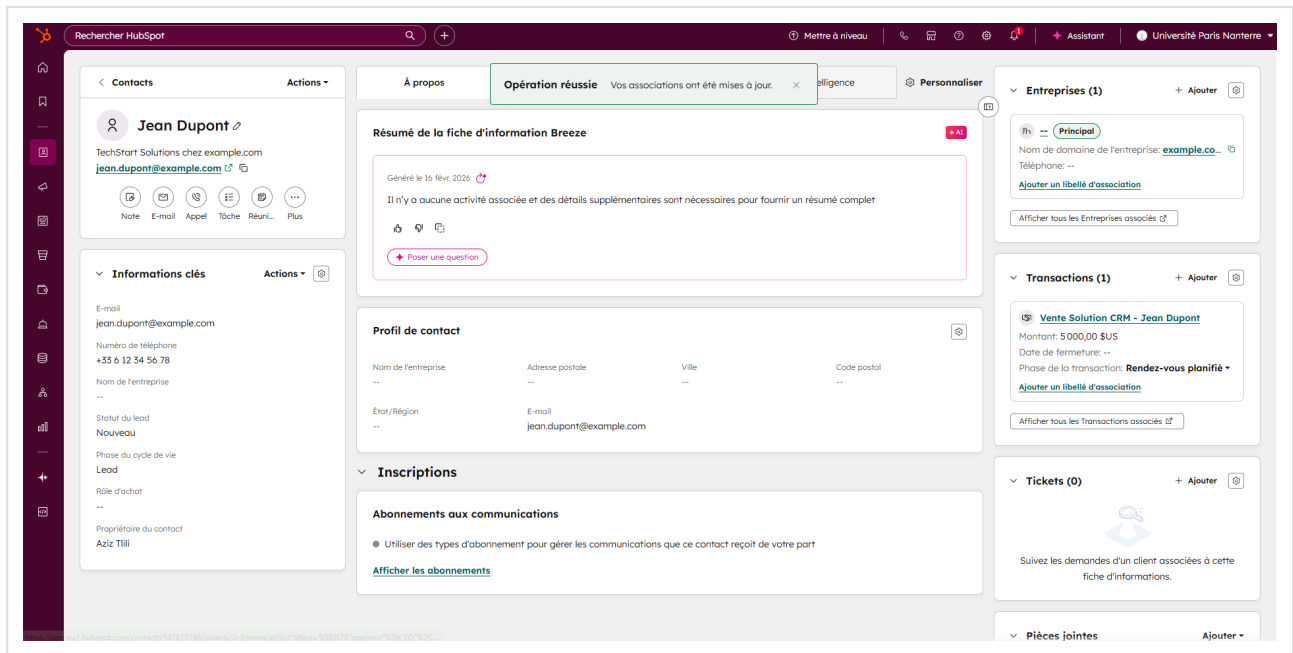 Rechercher HubSpot
Mettre à niveau
Assistant
Université Paris Nanterre
Contacts
Actions
Jean Dupont
TechStart Solutions chez example.com
jean.dupont@example.com
Note E-mail Appel Tâche Réuni... Plus
Informations clés
Actions
E-mail
jean.dupont@example.com
Numéro de téléphone
+33 6 12 34 56 78
Nom de l'entreprise
--
Statut du lead
Nouveau
Phase du cycle de vie
Lead
Rôle d'achat
--
Propriétaire du contact
Aziz Tlili
À propos
Opération réussie Vos associations ont été mises à jour.
elligence
Personnaliser
Résumé de la fiche d'information Breeze
AI
Généré le 16 févr. 2026
Il n'y a aucune activité associée et des détails supplémentaires sont nécessaires pour fournir un résumé complet
Poser une question
Profil de contact
Nom de l'entreprise
--
Adresse postale
--
Ville
--
Code postal
--
État/Région
--
E-mail
jean.dupont@example.com
Inscriptions
Abonnements aux communications
Utiliser des types d'abonnement pour gérer les communications que ce contact reçoit de votre part
Afficher les abonnements
Entreprises (1)
+ Ajouter
-- Principal
Nom de domaine de l'entreprise: example.co...
Téléphone: --
Ajouter un libellé d'association
Afficher tous les Entreprises associés
Transactions (1)
+ Ajouter
Vente Solution CRM - Jean Dupont
Montant: 5 000,00 $US
Date de fermeture: --
Phase de la transaction: Rendez-vous planifié
Ajouter un libellé d'association
Afficher tous les Transactions associés
Tickets (0)
+ Ajouter
Suivez les demandes d'un client associées à cette
fiche d'informations.
Pièces jointes
Ajouter